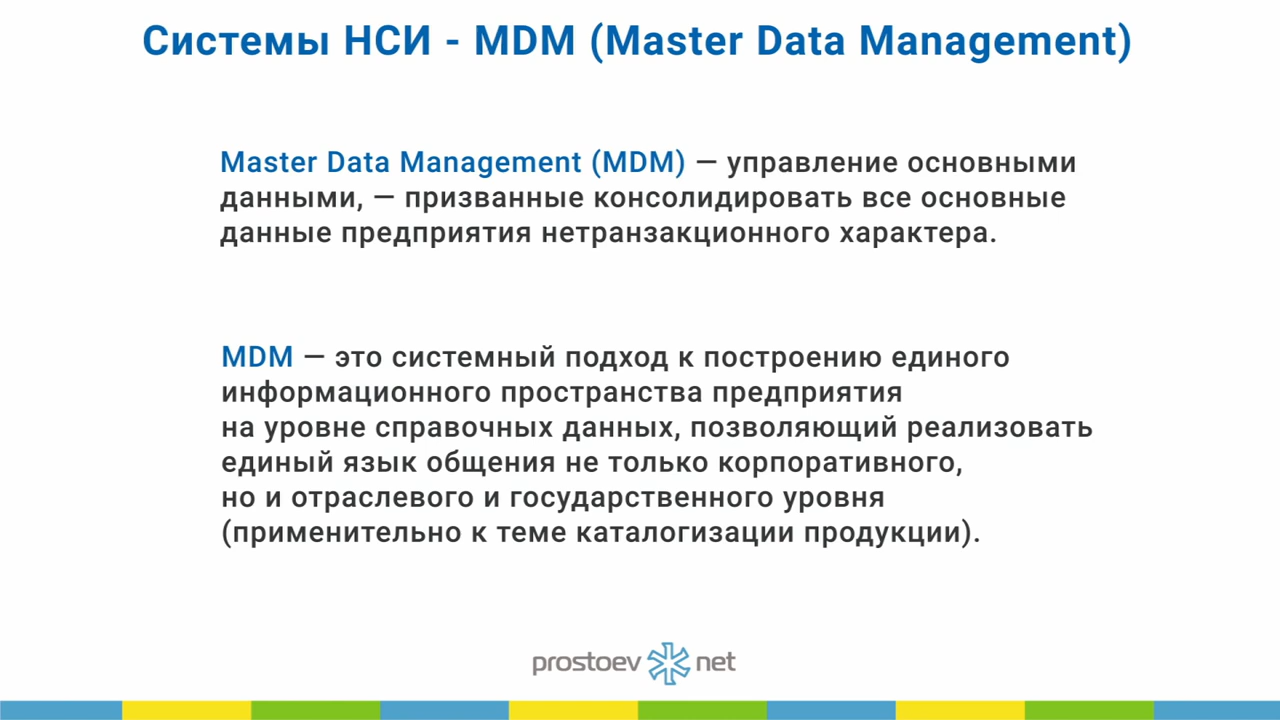 Системы НСИ - MDM (Master Data Management)
Master Data Management (MDM) — управление основными
данными, — призванные консолидировать все основные
данные предприятия нетранзакционного характера.
MDM — это системный подход к построению единого
информационного пространства предприятия
на уровне справочных данных, позволяющий реализовать
единый язык общения не только корпоративного,
но и отраслевого и государственного уровня
(применительно к теме каталогизации продукции).
prostoev net